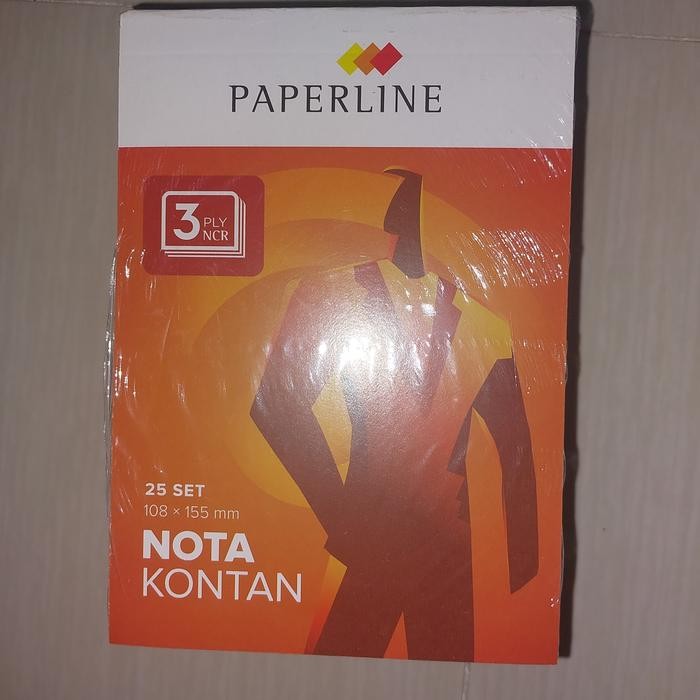 PAPERLINE
3 PLY
NCR
25 SET
108 × 155 mm
NOTA
KONTAN